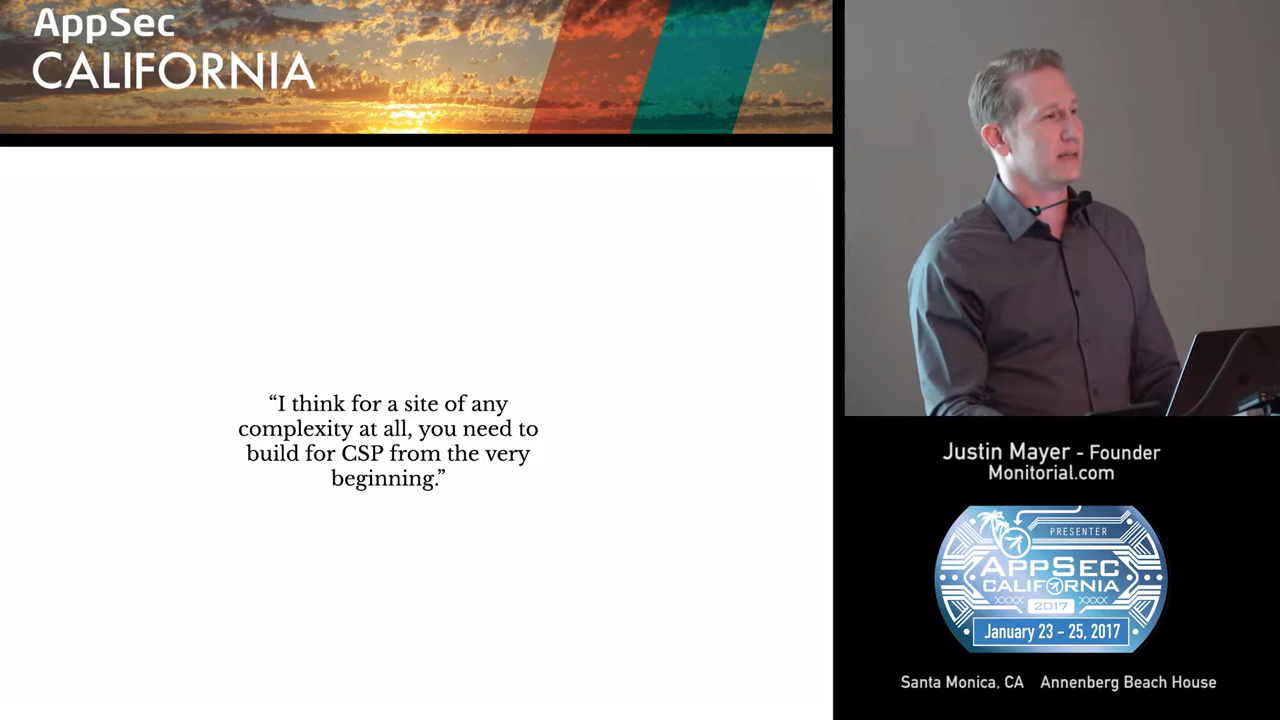 AppSec
CALIFORNIA
“I think for a site of any
complexity at all, you need to
build for CSP from the very
beginning.”
Justin Mayer - Founder
Monitorial.com
PRESENTER
APPSEC
CALIFORNIA
2017
January 23 - 25, 2017
Santa Monica, CA Annenberg Beach House